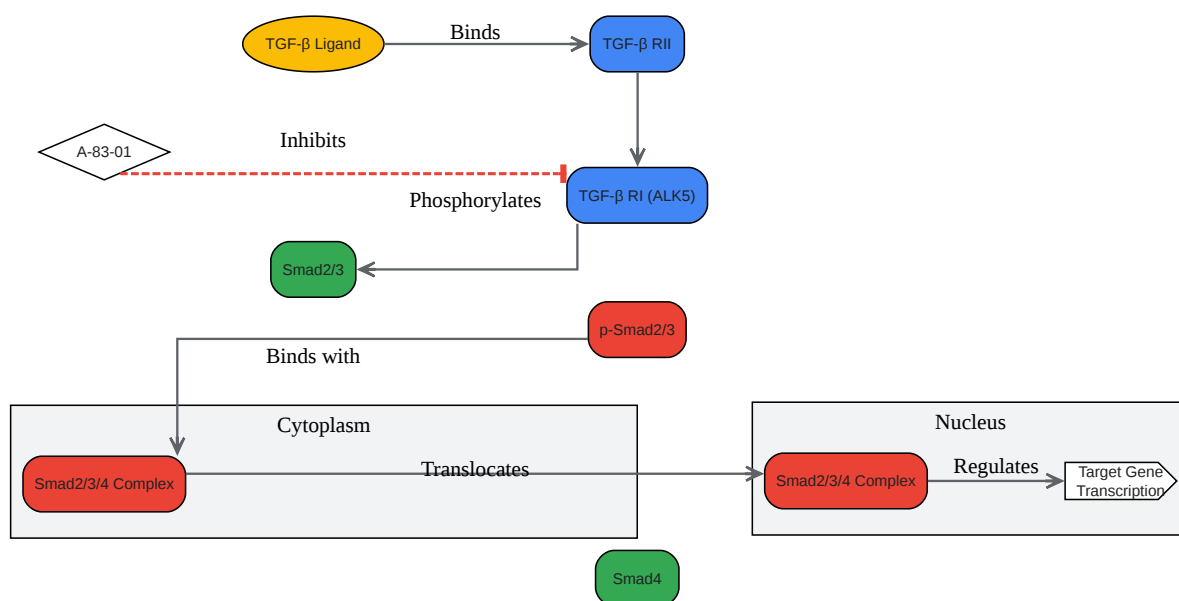 TGF-β Ligand
Binds
TGF-β RII
A-83-01
Inhibits
TGF-β RI (ALK5)
Phosphorylates
Smad2/3
p-Smad2/3
Binds with
Cytoplasm
Nucleus
Smad2/3/4 Complex
Translocates
Smad2/3/4 Complex
Regulates
Target Gene
Transcription
Smad4